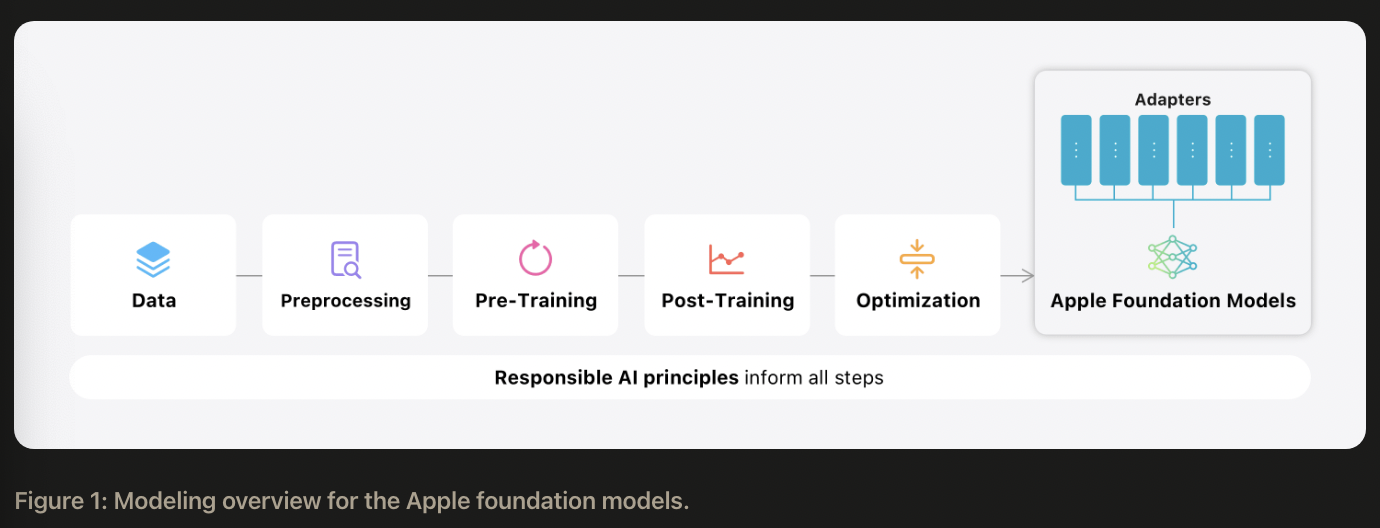 Adapters
Data
Preprocessing
Pre-Training
Post-Training
Optimization
Apple Foundation Models
Responsible AI principles inform all steps
Figure 1: Modeling overview for the Apple foundation models.